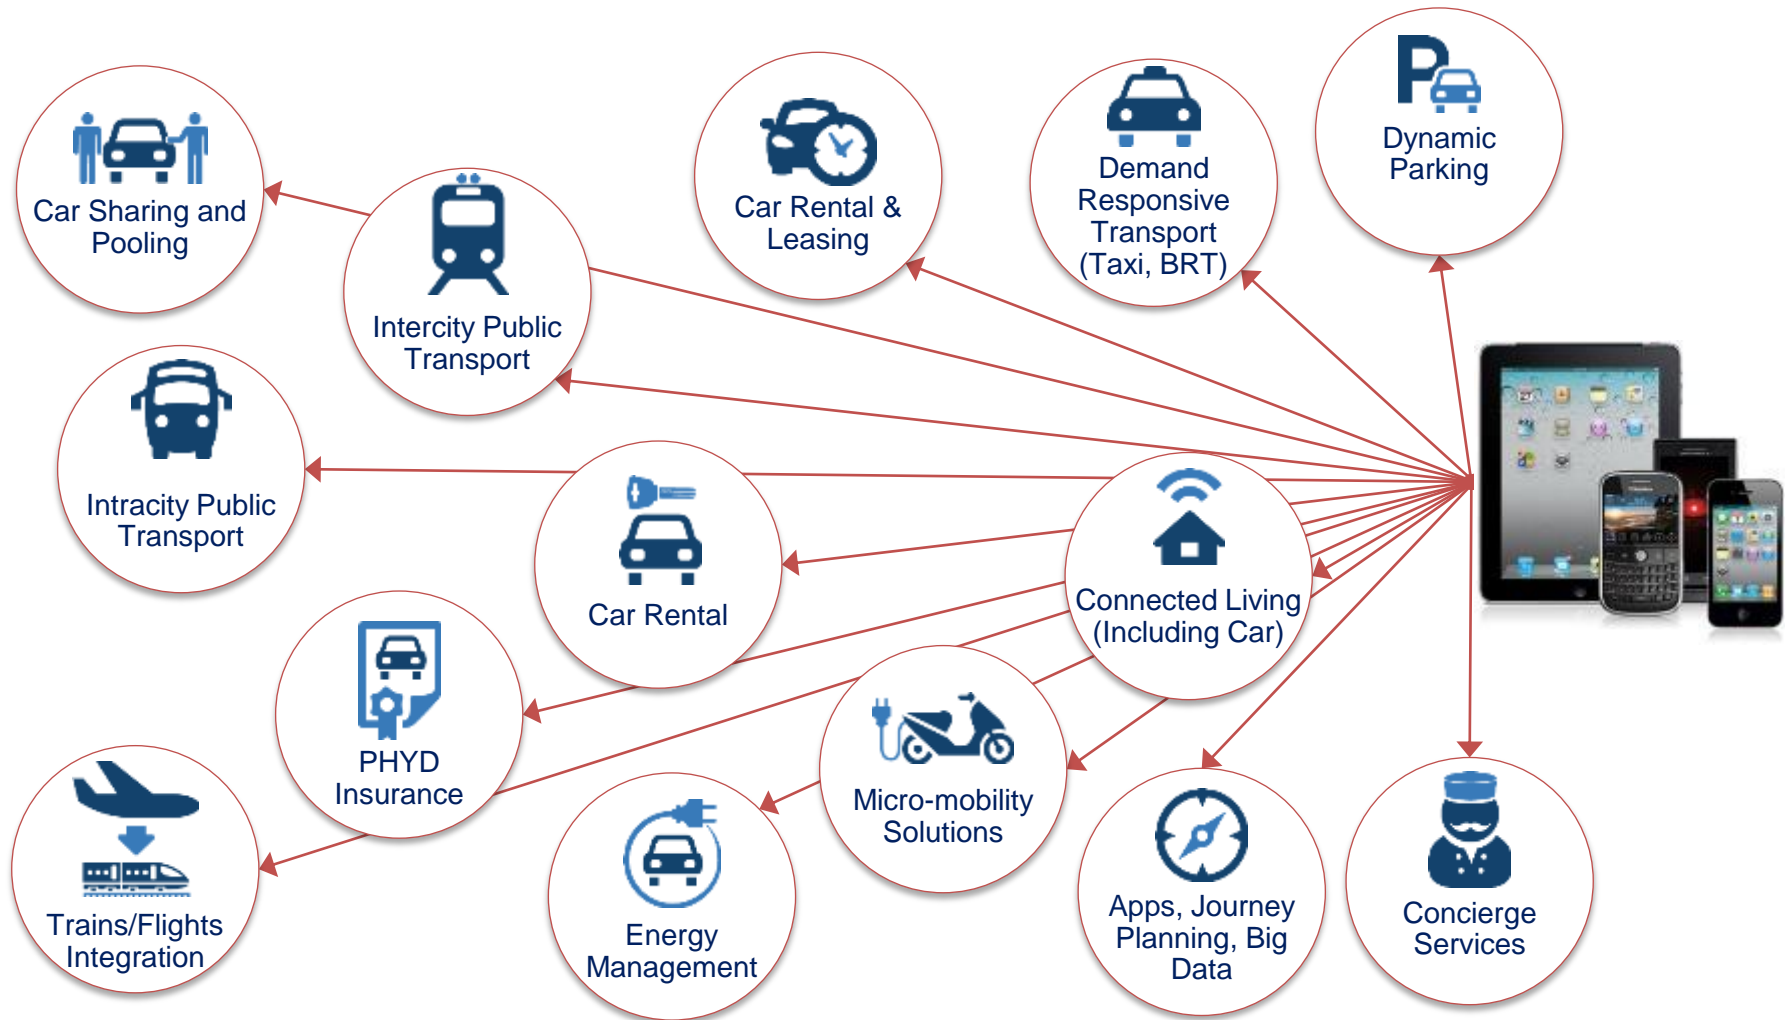 Car Sharing and
Pooling
Intercity Public
Transport
Car Rental &
Leasing
Demand
Responsive
Transport
(Taxi, BRT)
P
Dynamic
Parking
Intracity Public
Transport
Car Rental
Connected Living
(Including Car)
PHYD
Insurance
Micro-mobility
Solutions
Trains/Flights
Integration
Energy
Management
Apps, Journey
Planning, Big
Data
Concierge
Services